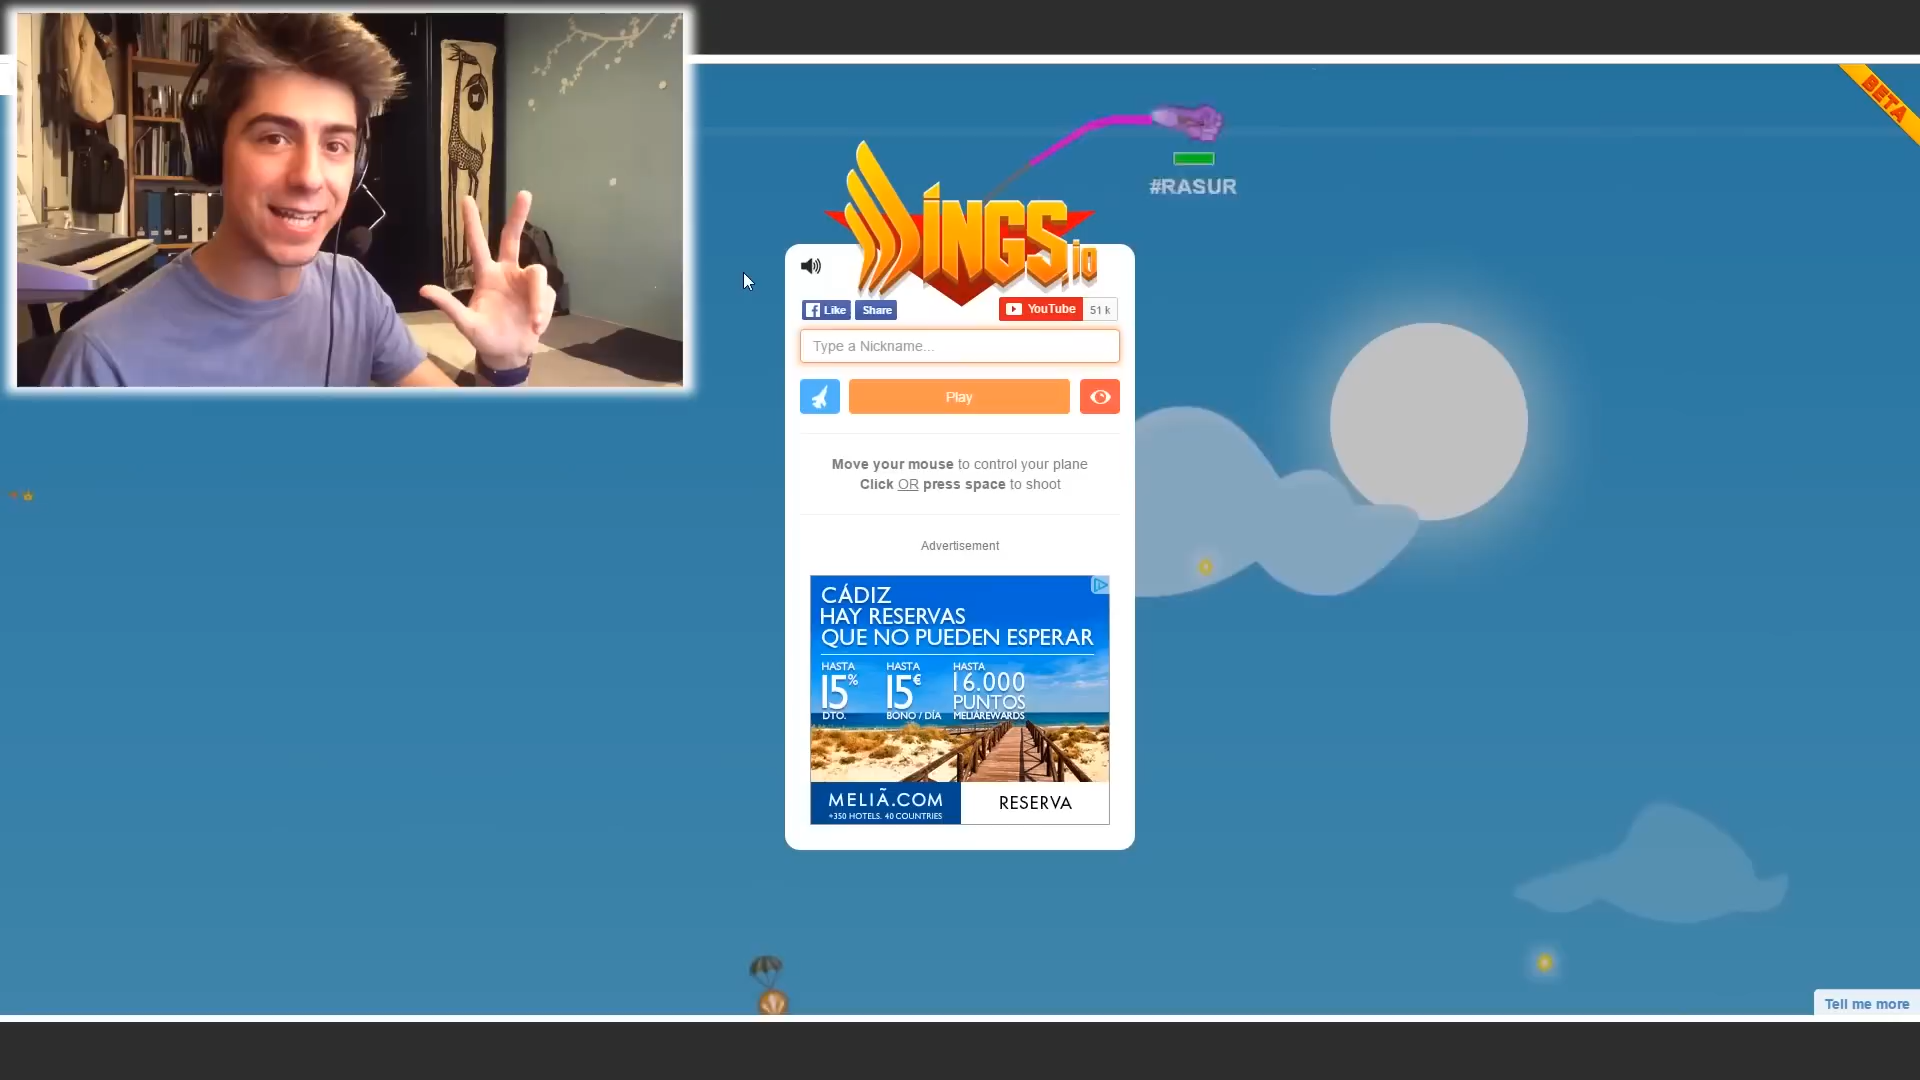 BETA
#RASUR
WINGS.io
Like
Share
YouTube
51 k
Type a Nickname...
Play
Move your mouse to control your plane
Click OR press space to shoot
Advertisement
CÁDIZ
HAY RESERVAS
QUE NO PUEDEN ESPERAR
HASTA
15%
DTO.
HASTA
15€
BONO / DÍA
HASTA
16.000
PUNTOS
MELIÁREWARDS
MELIÃ.COM
+350 HOTELS. 40 COUNTRIES
RESERVA
Tell me more